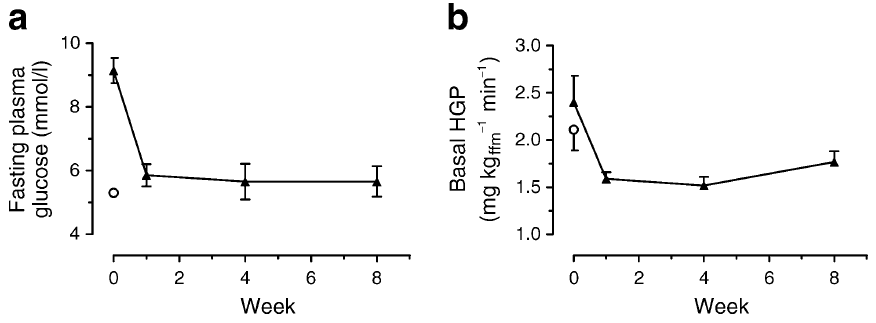 a
Fasting plasma
glucose (mmol/l)
10
8
6
4
0 2 4 6 8
Week
b
Basal HGP
(mg kg_ffm⁻¹ min⁻¹)
3.0
2.5
2.0
1.5
1.0
0 2 4 6 8
Week